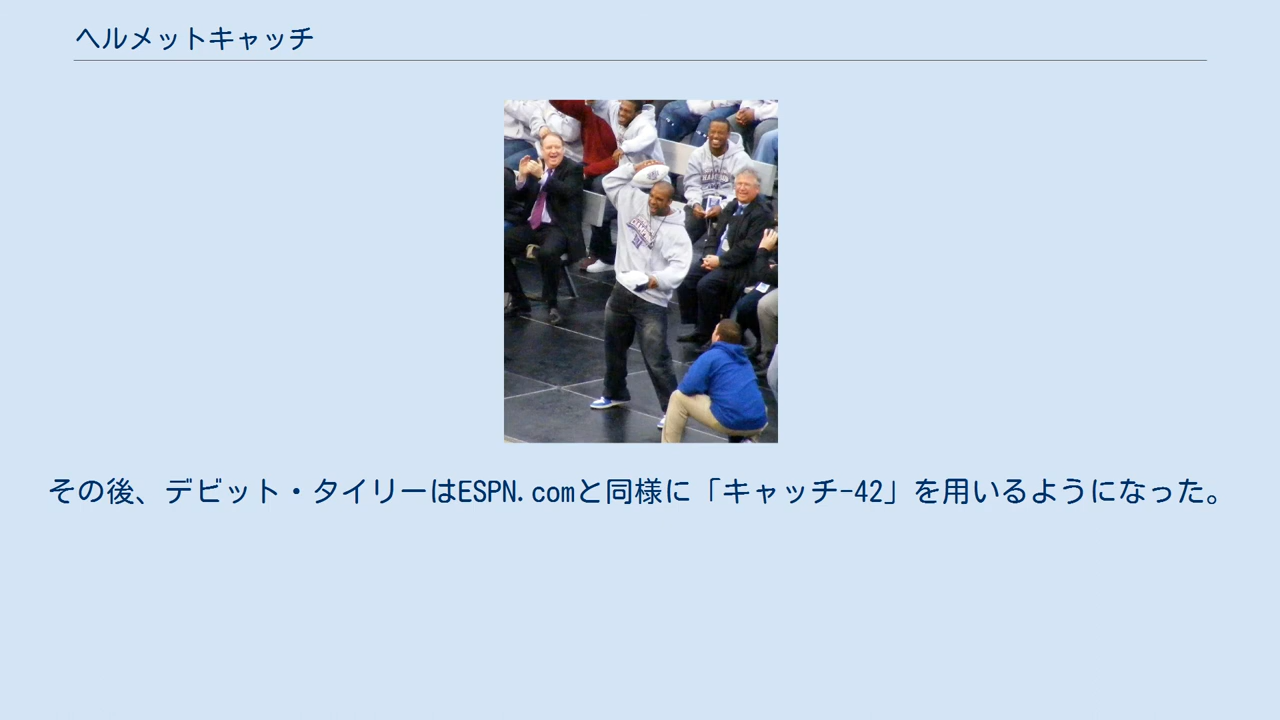 ヘルメットキャッチ
その後、デビット・タイリーはESPN.comと同様に「キャッチ-42」を用いるようになった。